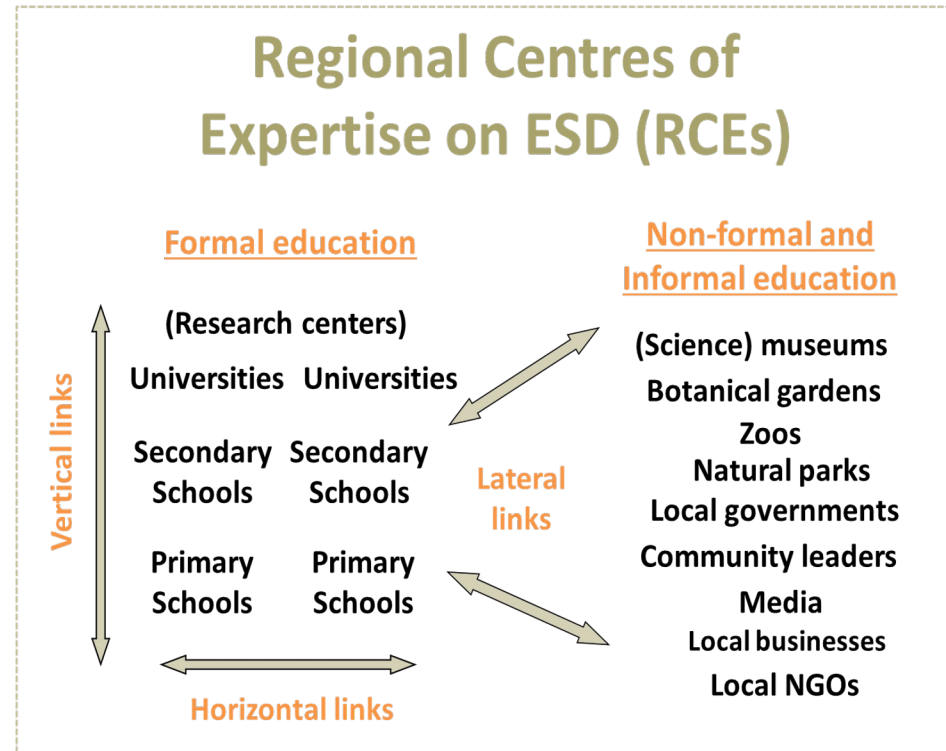 Regional Centres of
Expertise on ESD (RCEs)
Formal education
(Research centers)
Universities Universities
Secondary Secondary
Schools Schools
Primary Primary
Schools Schools
Vertical links
Horizontal links
Lateral
links
Non-formal and
Informal education
(Science) museums
Botanical gardens
Zoos
Natural parks
Local governments
Community leaders
Media
Local businesses
Local NGOs